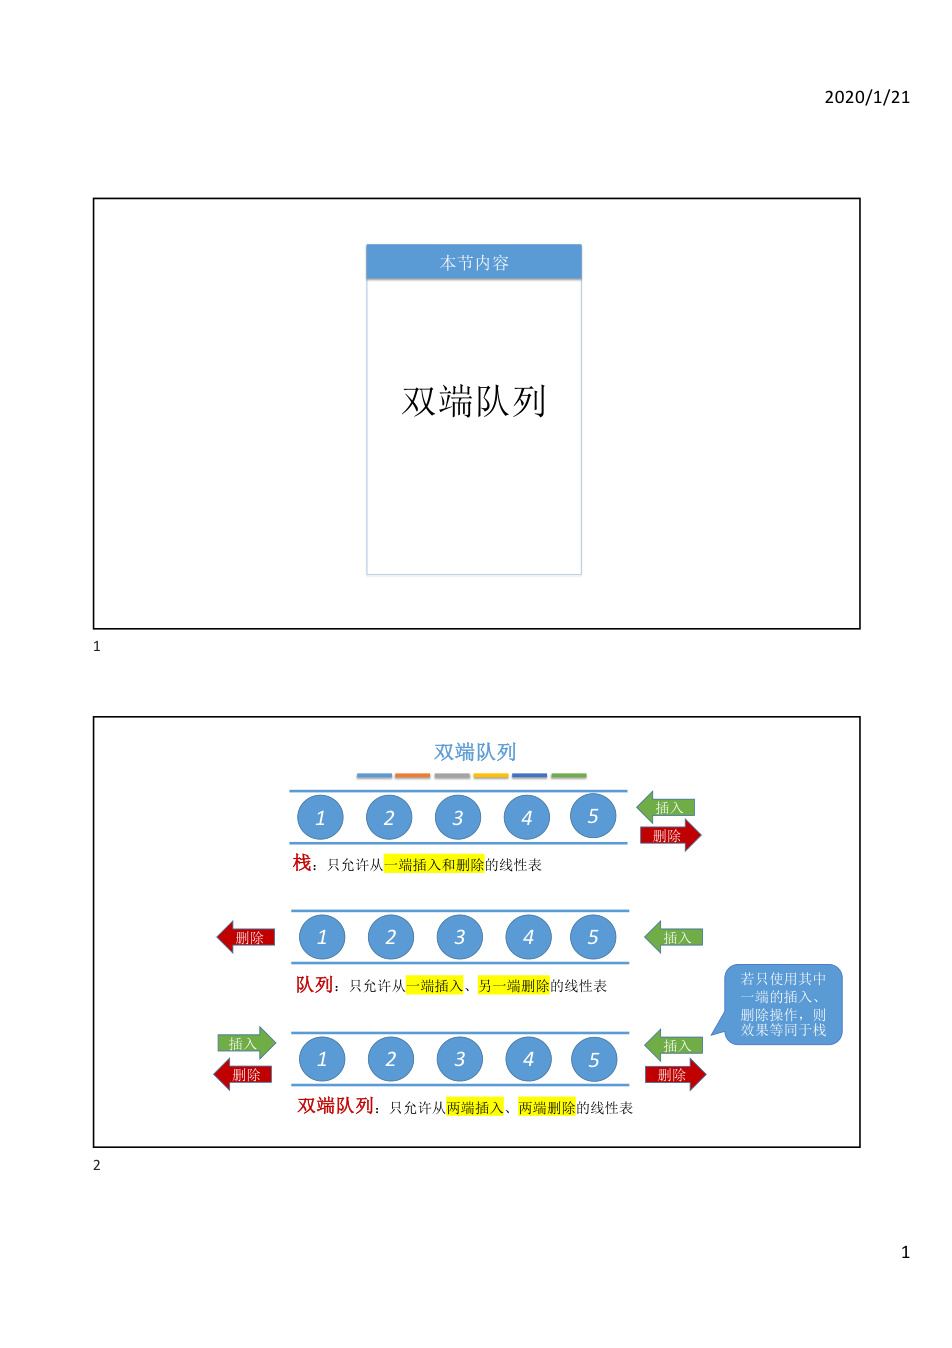 2020/1/21
本节内容
双端队列
1
双端队列
1 2 3 4 5
插入
删除
栈：只允许从一端插入和删除的线性表
删除
1 2 3 4 5
插入
队列：只允许从一端插入、另一端删除的线性表
若只使用其中
一端的插入、
删除操作，则
效果等同于栈
插入
删除
1 2 3 4 5
插入
删除
双端队列：只允许从两端插入、两端删除的线性表
2
1